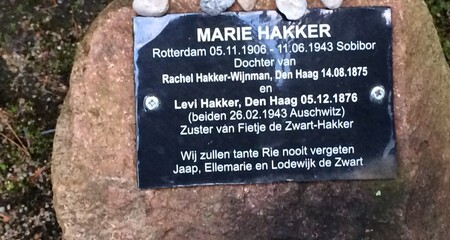 MARIE HAKKER
Rotterdam 05.11.1906 - 11.06.1943 Sobibor
Dochter van
Rachel Hakker-Wijnman, Den Haag 14.08.1875
en
Levi Hakker, Den Haag 05.12.1876
(beiden 26.02.1943 Auschwitz)
Zuster van Fietje de Zwart-Hakker
Wij zullen tante Rie nooit vergeten
Jaap, Ellemarie en Lodewijk de Zwart